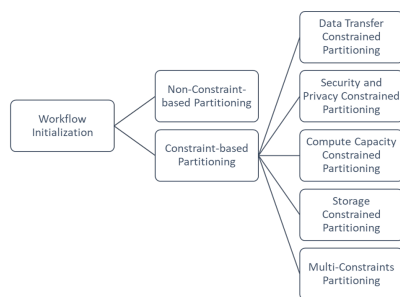 Workflow
Initialization
Non-Constraint-
based Partitioning
Constraint-based
Partitioning
Data Transfer
Constrained
Partitioning
Security and
Privacy Constrained
Partitioning
Compute Capacity
Constrained
Partitioning
Storage
Constrained
Partitioning
Multi-Constraints
Partitioning